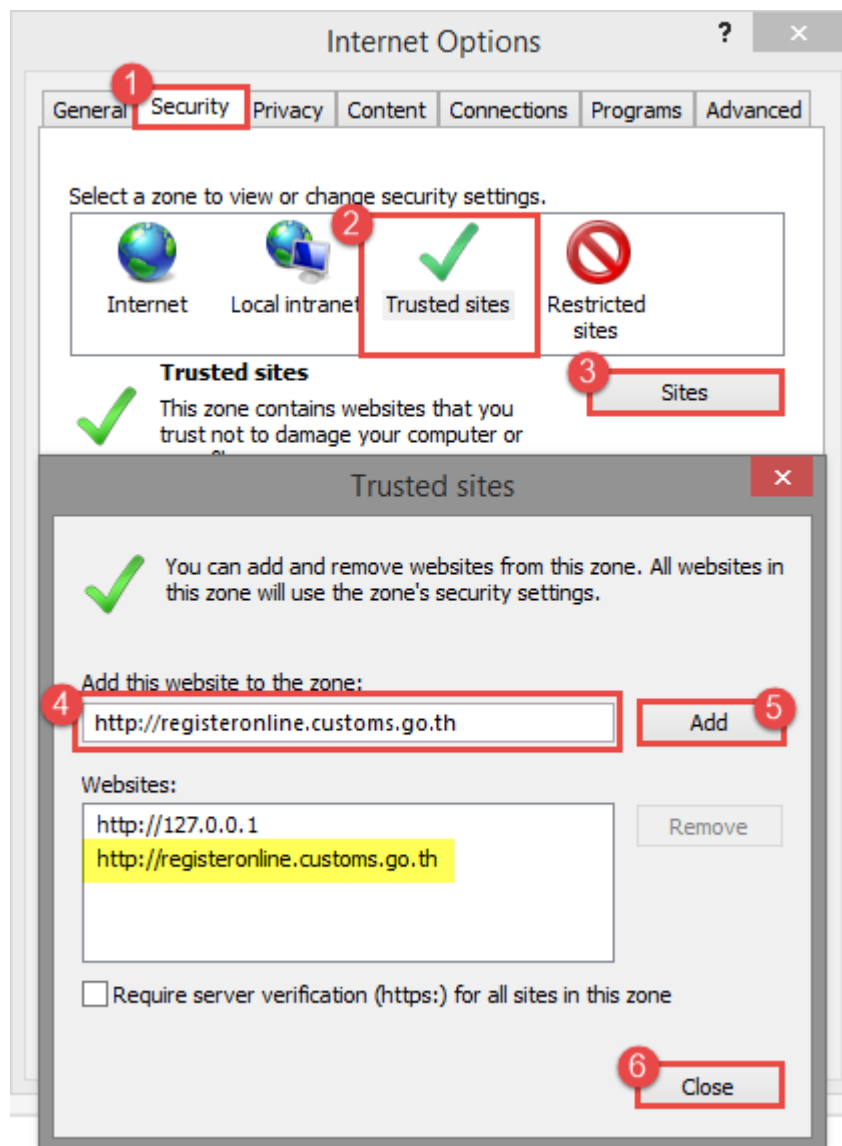 Internet Options
?
×
1
General
Security
Privacy
Content
Connections
Programs
Advanced
Select a zone to view or change security settings.
2
Internet
Local intranet
Trusted sites
Restricted
sites
Trusted sites
This zone contains websites that you
trust not to damage your computer or
3
Sites
Trusted sites
×
You can add and remove websites from this zone. All websites in
this zone will use the zone's security settings.
Add this website to the zone:
4
http://registeronline.customs.go.th
Add
5
Websites:
http://127.0.0.1
http://registeronline.customs.go.th
Remove
Require server verification (https:) for all sites in this zone
6
Close